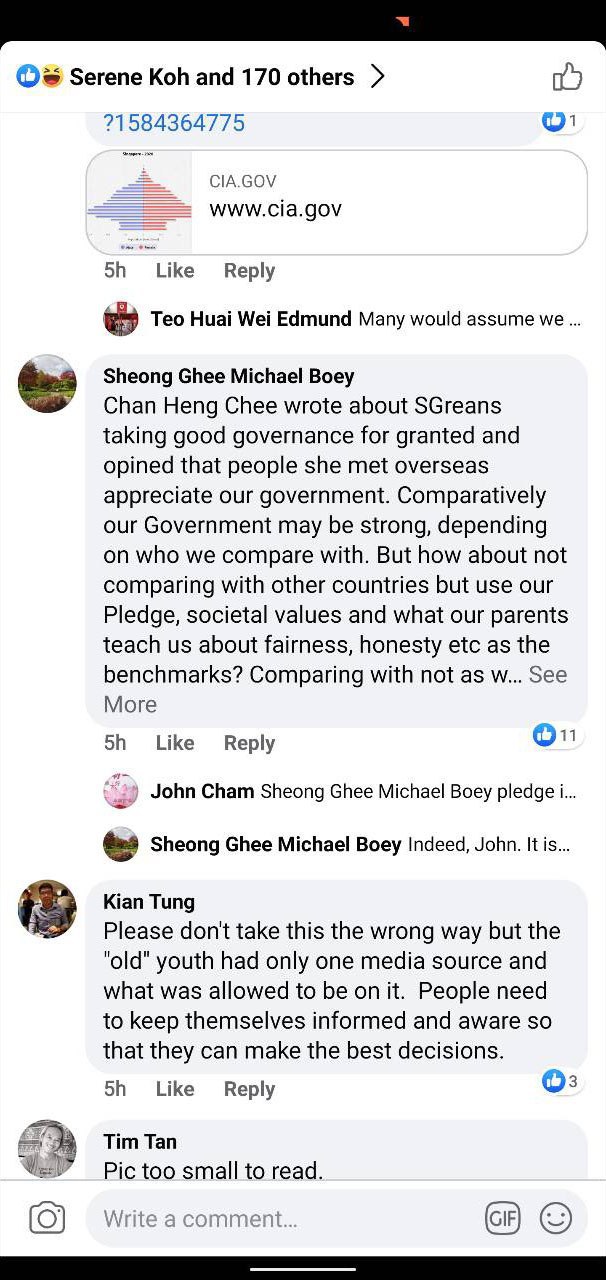 Serene Koh and 170 others
?1584364775
1
Singapore - 2020
CIA.GOV
www.cia.gov
5h Like Reply
Teo Huai Wei Edmund Many would assume we ...
Sheong Ghee Michael Boey
Chan Heng Chee wrote about SGreans
taking good governance for granted and
opined that people she met overseas
appreciate our government. Comparatively
our Government may be strong, depending
on who we compare with. But how about not
comparing with other countries but use our
Pledge, societal values and what our parents
teach us about fairness, honesty etc as the
benchmarks? Comparing with not as w... See
More
5h Like Reply
11
John Cham Sheong Ghee Michael Boey pledge i...
Sheong Ghee Michael Boey Indeed, John. It is...
Kian Tung
Please don't take this the wrong way but the
"old" youth had only one media source and
what was allowed to be on it. People need
to keep themselves informed and aware so
that they can make the best decisions.
5h Like Reply
3
Tim Tan
Pic too small to read.
Write a comment...
GIF